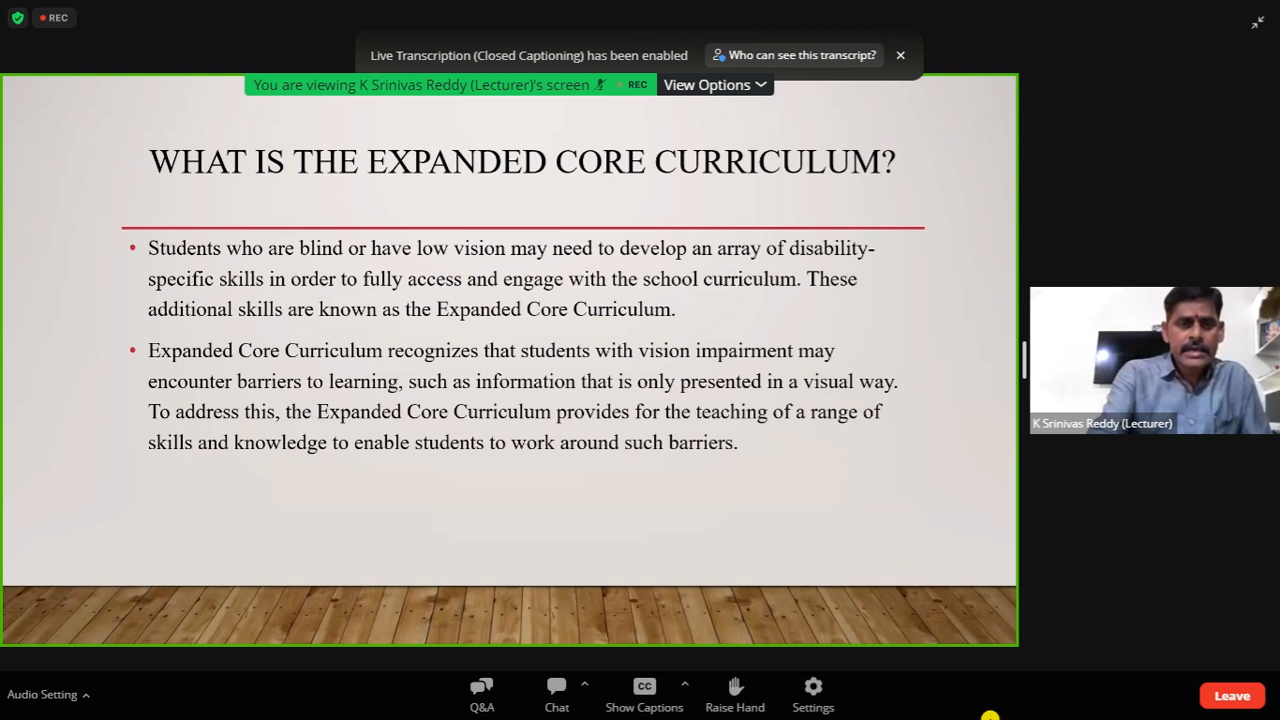 REC
Live Transcription (Closed Captioning) has been enabled
Who can see this transcript?
You are viewing K Srinivas Reddy (Lecturer)'s screen
REC
View Options
WHAT IS THE EXPANDED CORE CURRICULUM?
• Students who are blind or have low vision may need to develop an array of disability-
specific skills in order to fully access and engage with the school curriculum. These
additional skills are known as the Expanded Core Curriculum.
• Expanded Core Curriculum recognizes that students with vision impairment may
encounter barriers to learning, such as information that is only presented in a visual way.
To address this, the Expanded Core Curriculum provides for the teaching of a range of
skills and knowledge to enable students to work around such barriers.
K Srinivas Reddy (Lecturer)
Audio Setting
Q&A
Chat
CC
Show Captions
Raise Hand
Settings
Leave